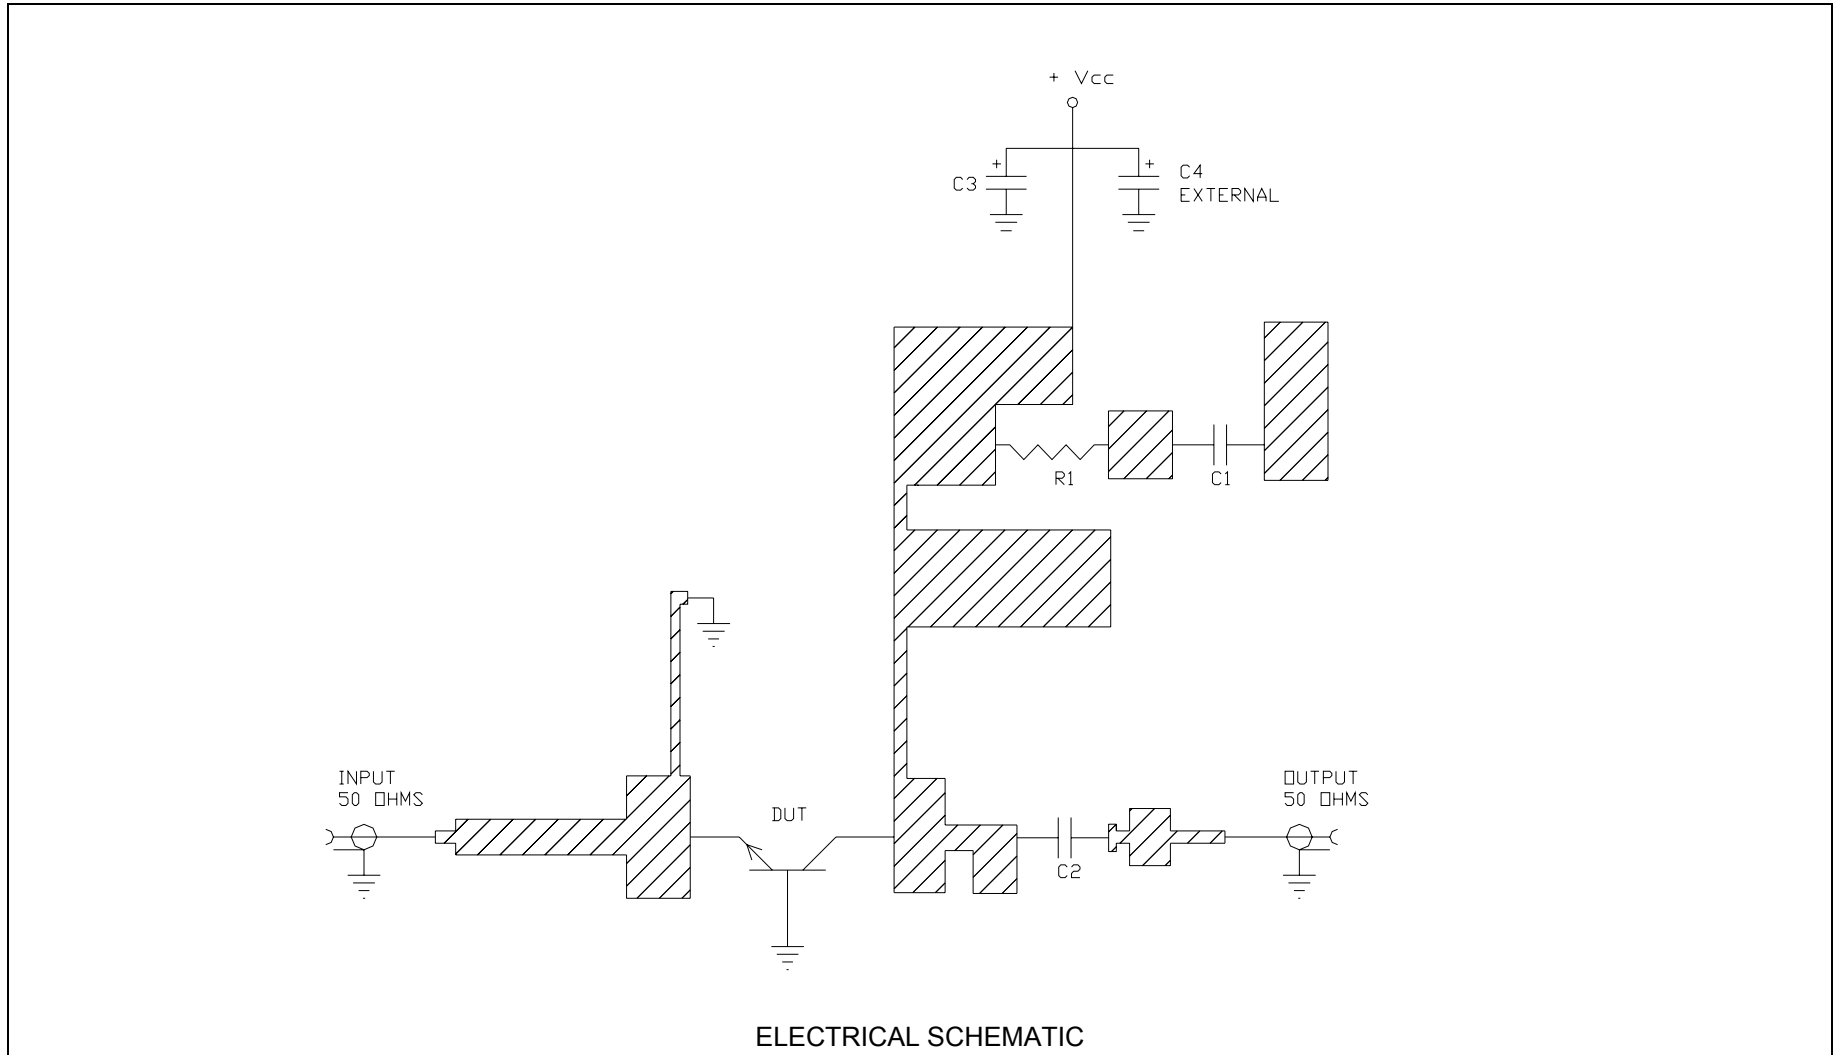 + Vcc
+
+
C3
C4
EXTERNAL
R1
C1
INPUT
50 OHMS
DUT
OUTPUT
50 OHMS
C2
ELECTRICAL SCHEMATIC